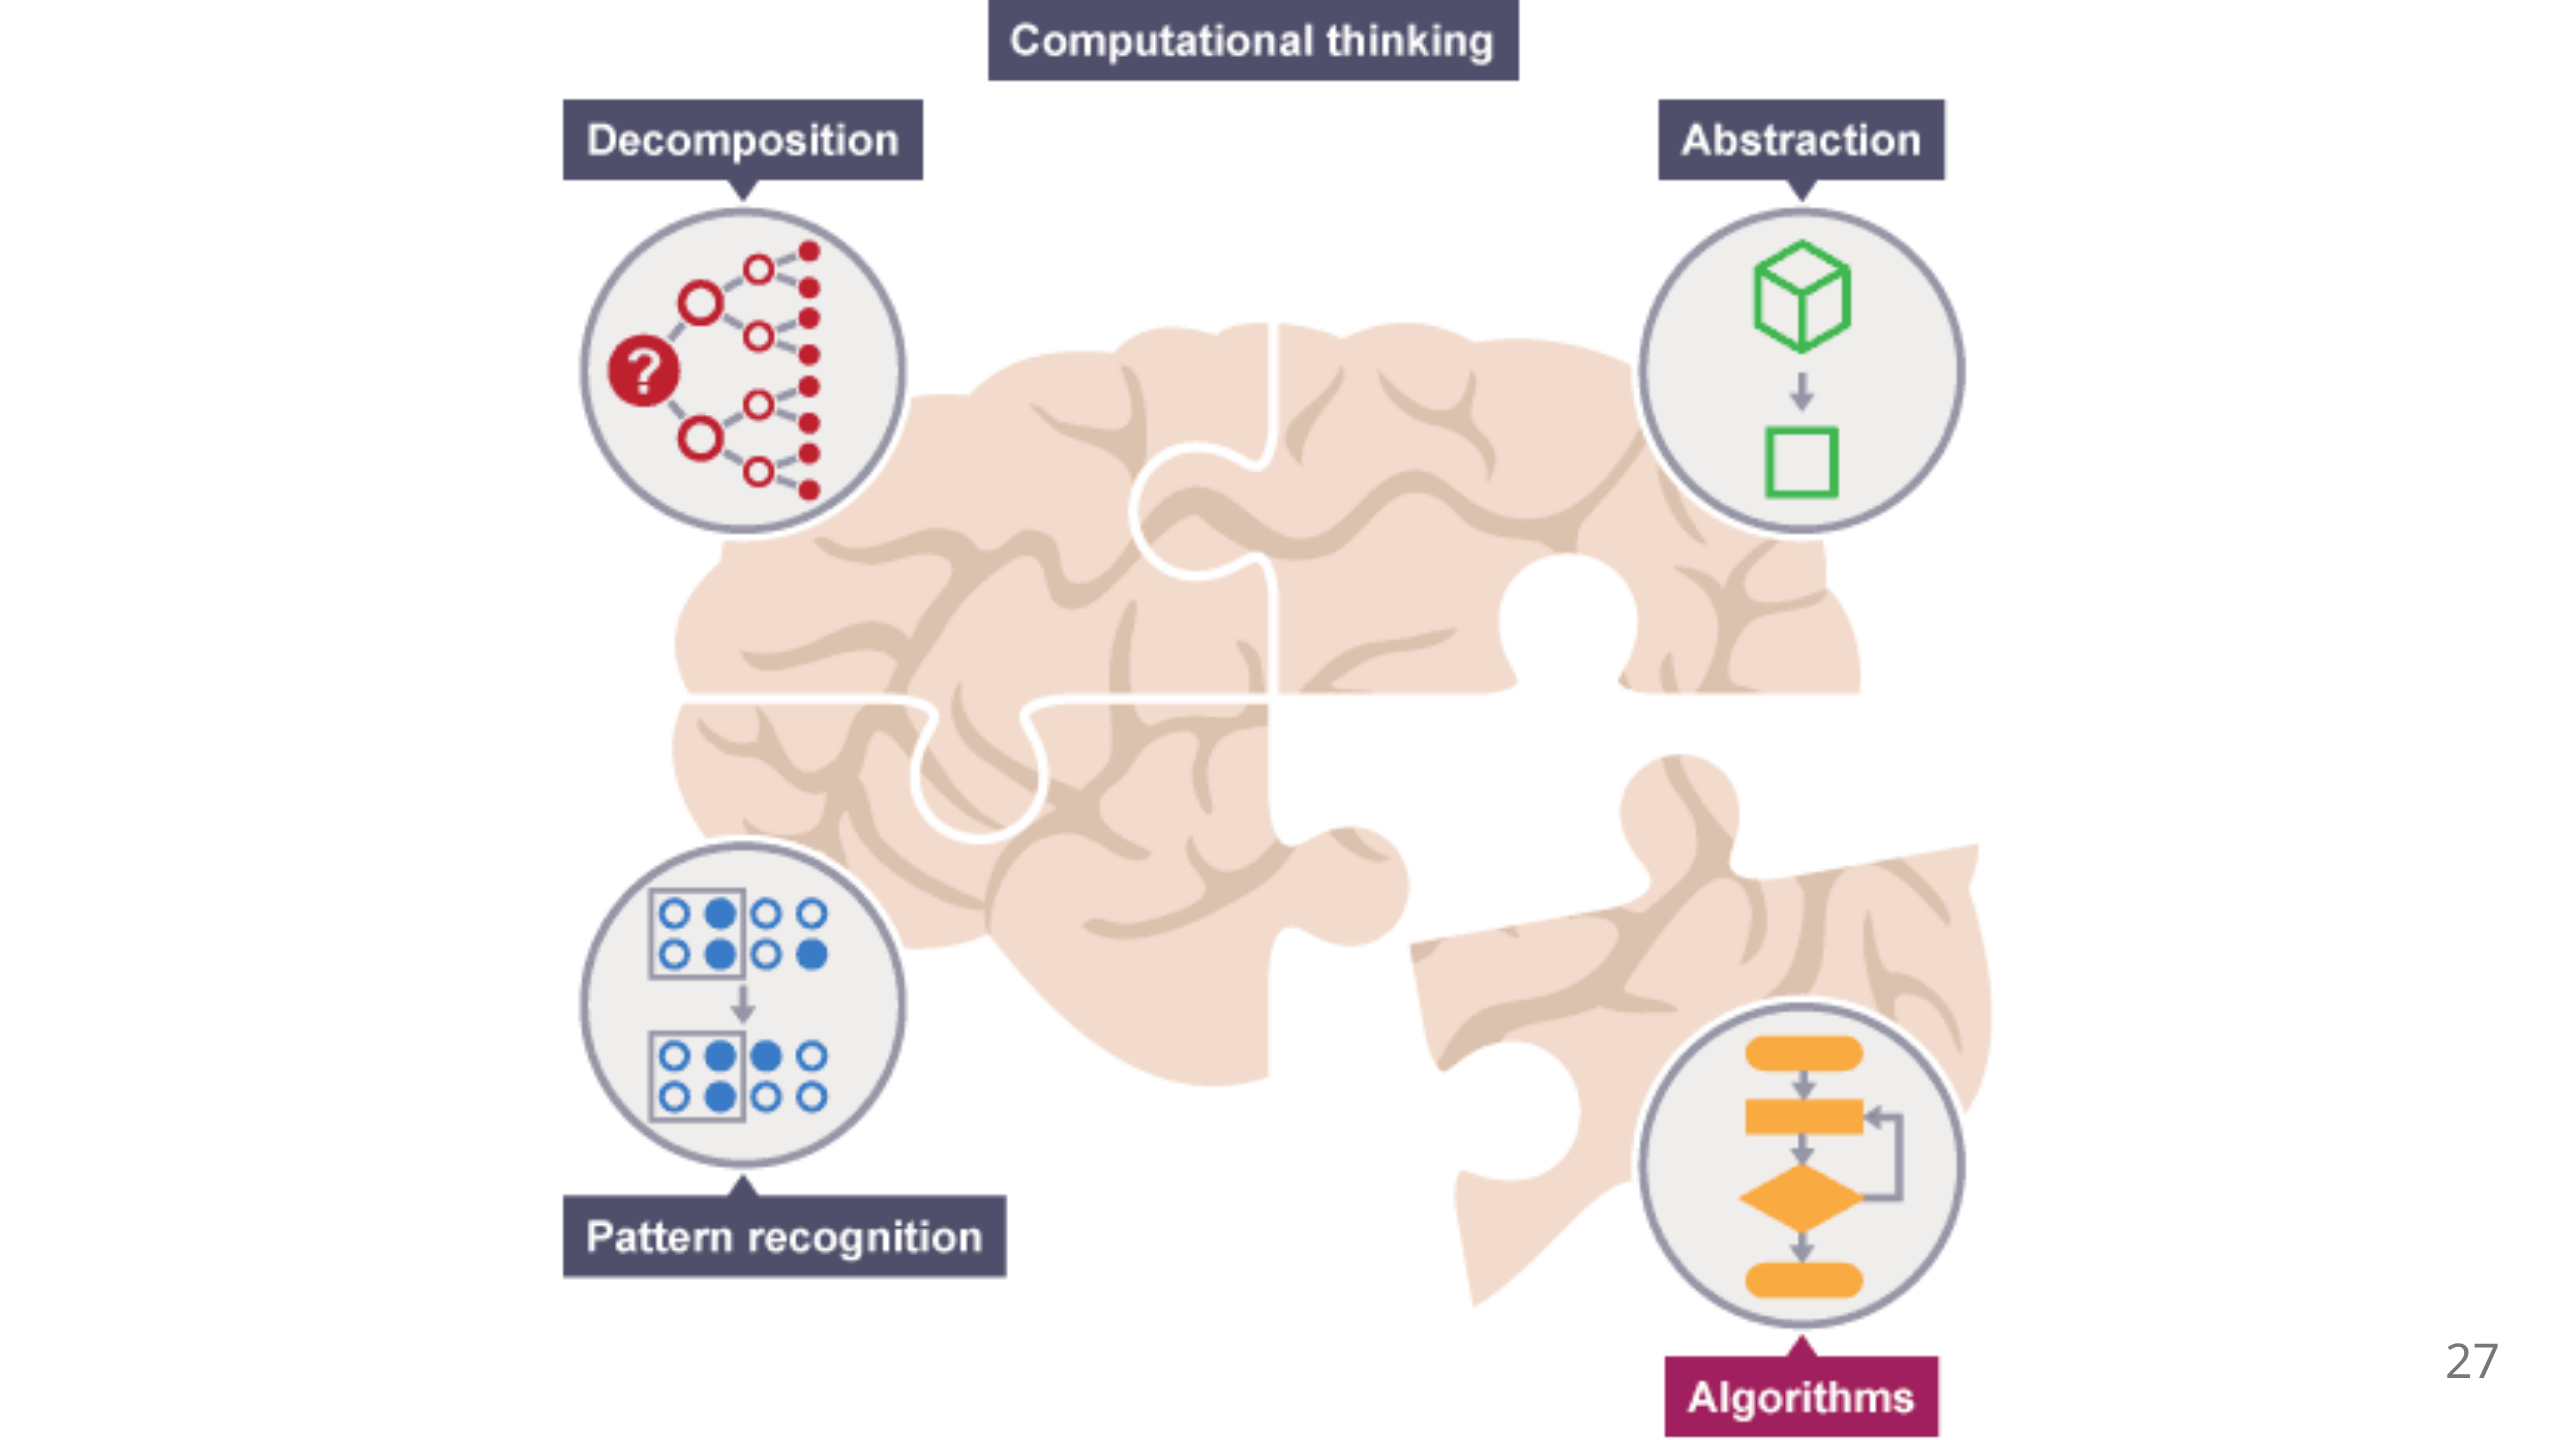 Computational thinking
Decomposition
Abstraction
?
Pattern recognition
Algorithms
27